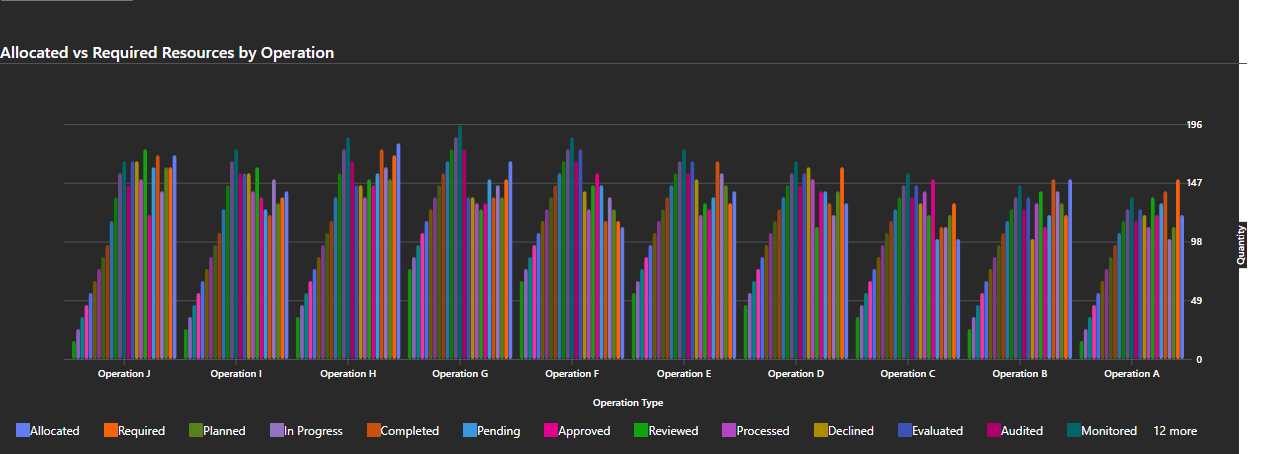 Allocated vs Required Resources by Operation
196
147
98
49
0
Quantity
Operation J Operation I Operation H Operation G Operation F Operation E Operation D Operation C Operation B Operation A
Operation Type
Allocated Required Planned In Progress Completed Pending Approved Reviewed Processed Declined Evaluated Audited Monitored 12 more